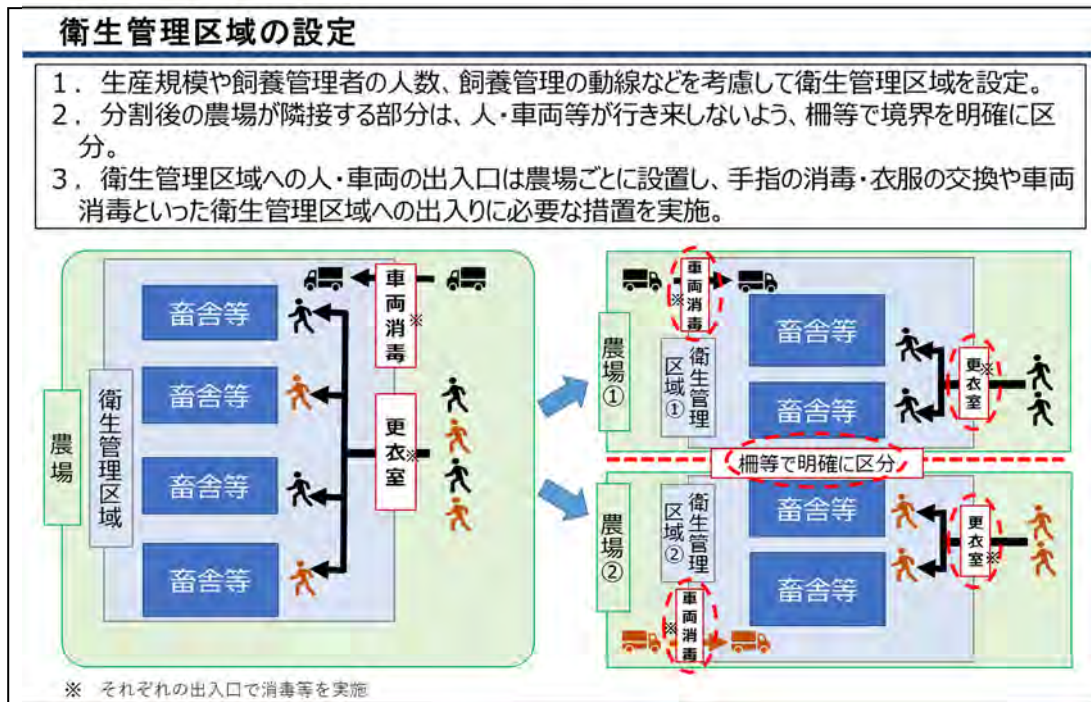 衛生管理区域の設定
1．生産規模や飼養管理者の人数、飼養管理の動線などを考慮して衛生管理区域を設定。
2．分割後の農場が隣接する部分は、人・車両等が行き来しないよう、柵等で境界を明確に区
分。
3．衛生管理区域への人・車両の出入口は農場ごとに設置し、手指の消毒・衣服の交換や車両
消毒といった衛生管理区域への出入りに必要な措置を実施。
農場
衛生管理区域
畜舎等
畜舎等
畜舎等
畜舎等
車両消毒※
更衣室※
農場①
衛生管理
区域①
車両消毒
※
畜舎等
畜舎等
更衣室※
柵等で明確に区分
農場②
衛生管理
区域②
畜舎等
畜舎等
更衣室※
車両消毒
※
※ それぞれの出入口で消毒等を実施